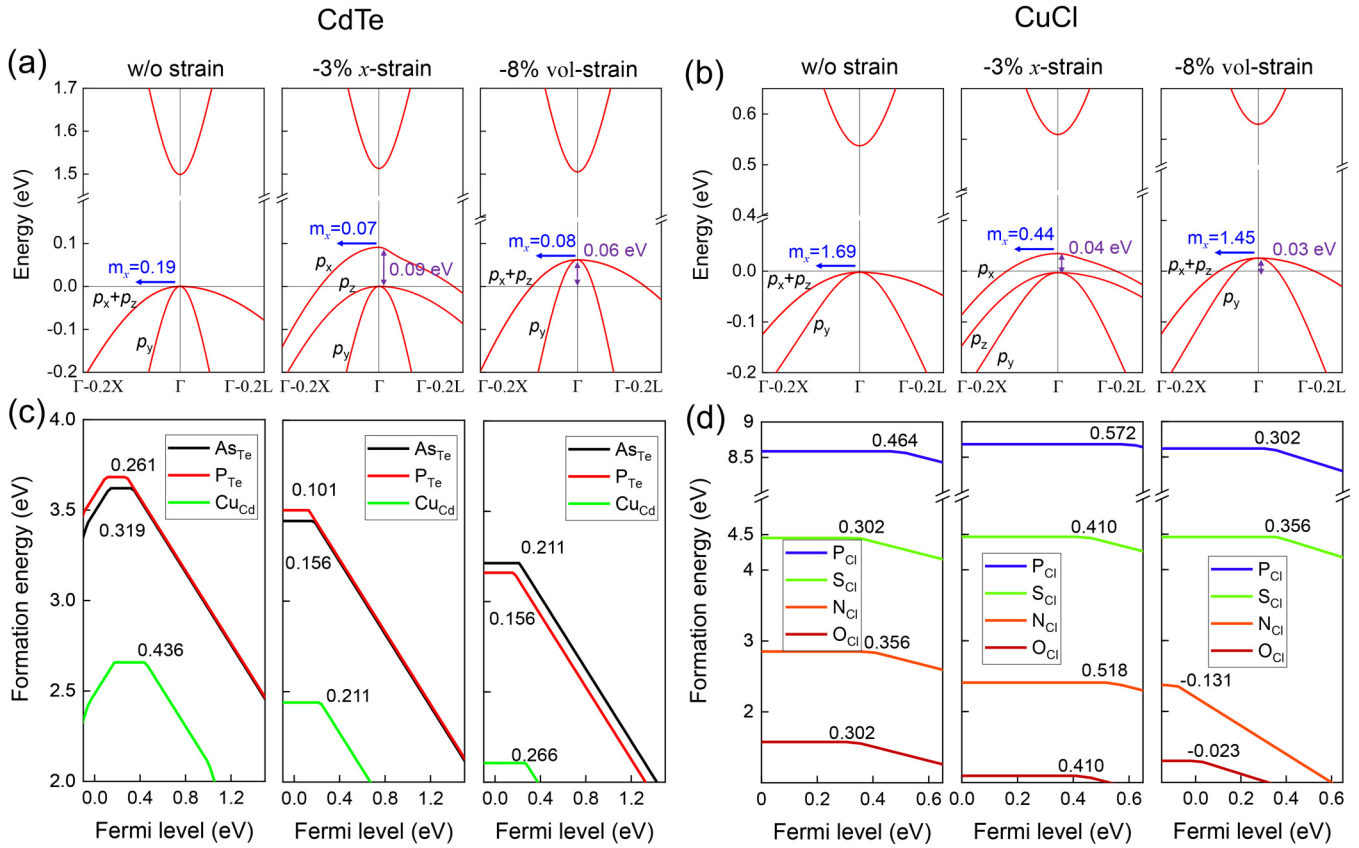 CdTe
CuCl
(a)
w/o strain
-3% x-strain
-8% vol-strain
1.7
1.6
1.5
0.1
0.0
-0.1
-0.2
Energy (eV)
mx=0.19
px+pz
py
mx=0.07
0.09 eV
px
pz
py
mx=0.08
0.06 eV
px+pz
py
Γ-0.2X Γ Γ-0.2L
Γ-0.2X Γ Γ-0.2L
Γ-0.2X Γ Γ-0.2L
(b)
w/o strain
-3% x-strain
-8% vol-strain
0.6
0.5
0.4
0.0
-0.1
-0.2
Energy (eV)
mx=1.69
px+pz
py
mx=0.44
0.04 eV
px
pz
py
mx=1.45
0.03 eV
px+pz
py
Γ-0.2X Γ Γ-0.2L
Γ-0.2X Γ Γ-0.2L
Γ-0.2X Γ Γ-0.2L
(c)
4.0
3.5
3.0
2.5
2.0
Formation energy (eV)
AsTe
PTe
CuCd
0.261
0.319
0.436
AsTe
PTe
CuCd
0.101
0.156
0.211
AsTe
PTe
CuCd
0.211
0.156
0.266
0.0 0.4 0.8 1.2
0.0 0.4 0.8 1.2
0.0 0.4 0.8 1.2
Fermi level (eV)
Fermi level (eV)
Fermi level (eV)
(d)
9
8.5
4.5
3
2
Formation energy (eV)
0.464
0.302
PCl
SCl
NCl
OCl
0.356
0.302
0.572
0.410
PCl
SCl
NCl
OCl
0.518
0.410
0.302
0.356
PCl
SCl
NCl
OCl
-0.131
-0.023
0 0.2 0.4 0.6
0.0 0.2 0.4 0.6
0.0 0.2 0.4 0.6
Fermi level (eV)
Fermi level (eV)
Fermi level (eV)